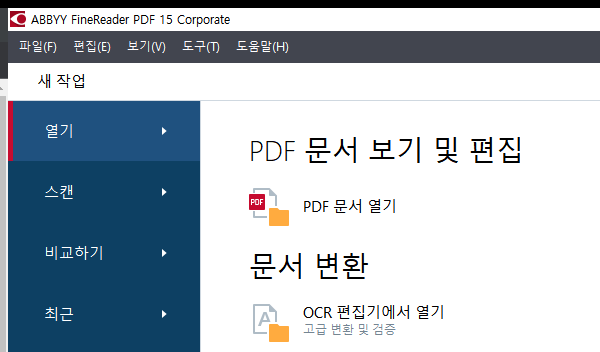 ABBYY FineReader PDF 15 Corporate
파일(F) 편집(E) 보기(V) 도구(T) 도움말(H)
새 작업
열기
스캔
비교하기
최근
PDF 문서 보기 및 편집
PDF
PDF 문서 열기
문서 변환
A
OCR 편집기에서 열기
고급 변환 및 검증